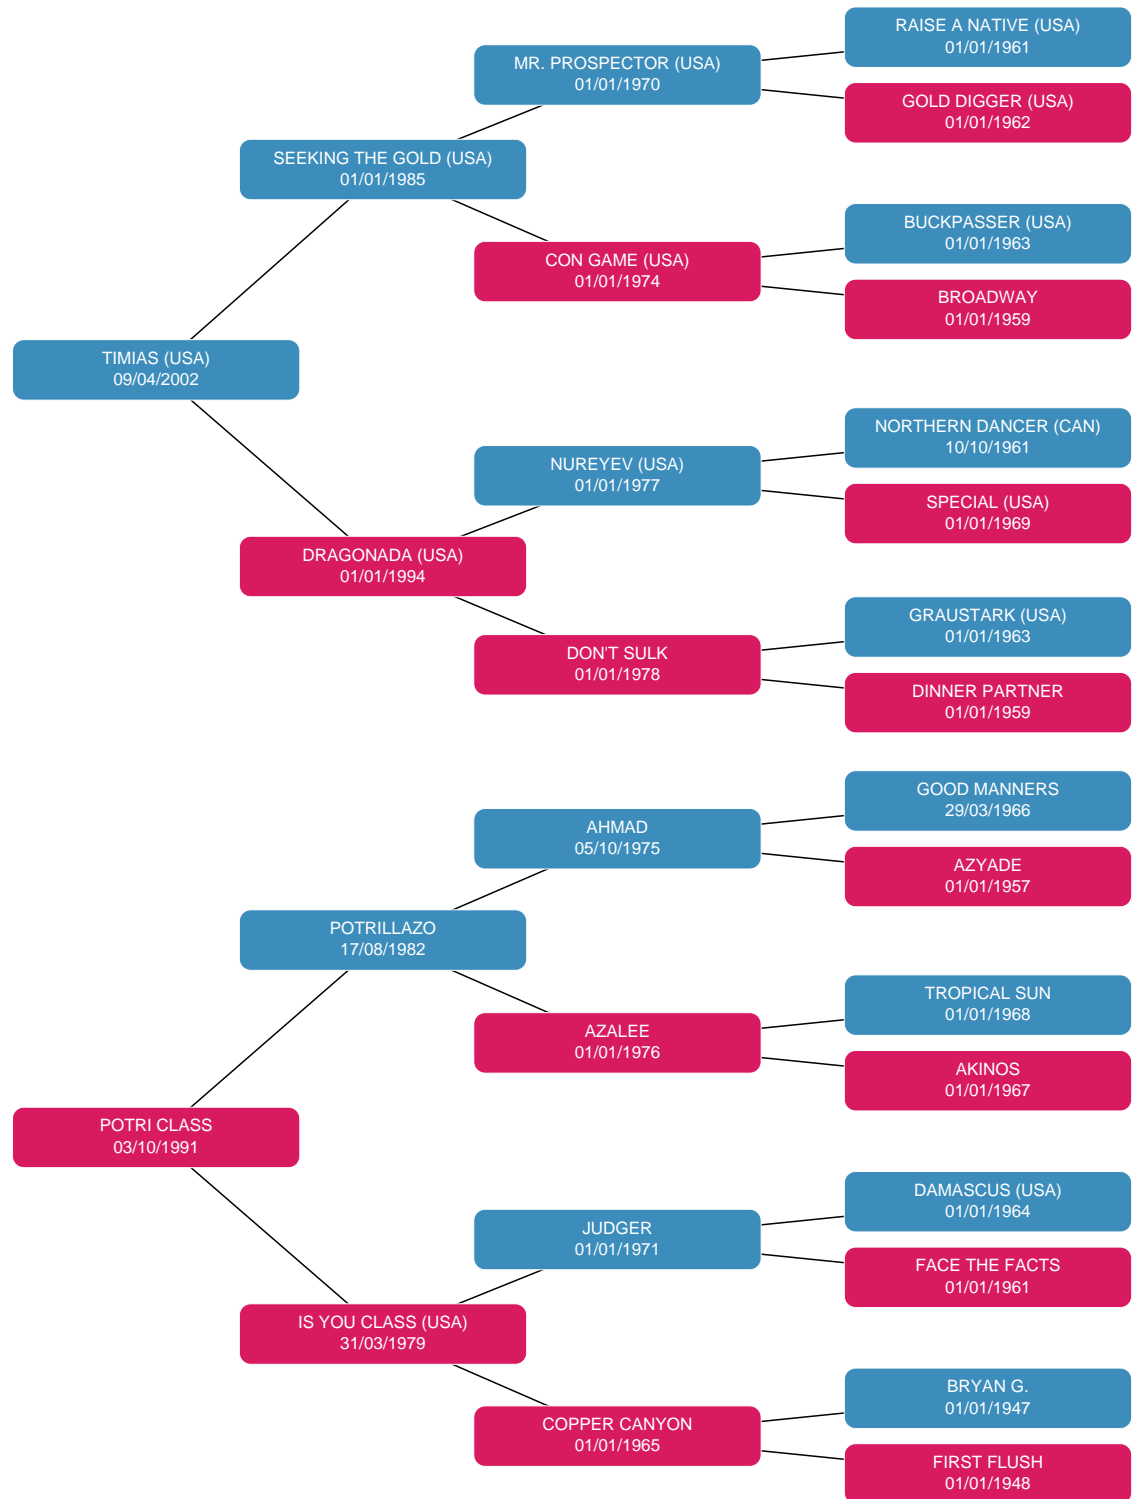 RAISE A NATIVE (USA)
01/01/1961
MR. PROSPECTOR (USA)
01/01/1970
GOLD DIGGER (USA)
01/01/1962
SEEKING THE GOLD (USA)
01/01/1985
BUCKPASSER (USA)
01/01/1963
CON GAME (USA)
01/01/1974
BROADWAY
01/01/1959
TIMIAS (USA)
09/04/2002
NORTHERN DANCER (CAN)
10/10/1961
NUREYEV (USA)
01/01/1977
SPECIAL (USA)
01/01/1969
DRAGONADA (USA)
01/01/1994
GRAUSTARK (USA)
01/01/1963
DON'T SULK
01/01/1978
DINNER PARTNER
01/01/1959
GOOD MANNERS
29/03/1966
AHMAD
05/10/1975
AZYADE
01/01/1957
POTRILLAZO
17/08/1982
TROPICAL SUN
01/01/1968
AZALEE
01/01/1976
AKINOS
01/01/1967
POTRI CLASS
03/10/1991
DAMASCUS (USA)
01/01/1964
JUDGER
01/01/1971
FACE THE FACTS
01/01/1961
IS YOU CLASS (USA)
31/03/1979
BRYAN G.
01/01/1947
COPPER CANYON
01/01/1965
FIRST FLUSH
01/01/1948